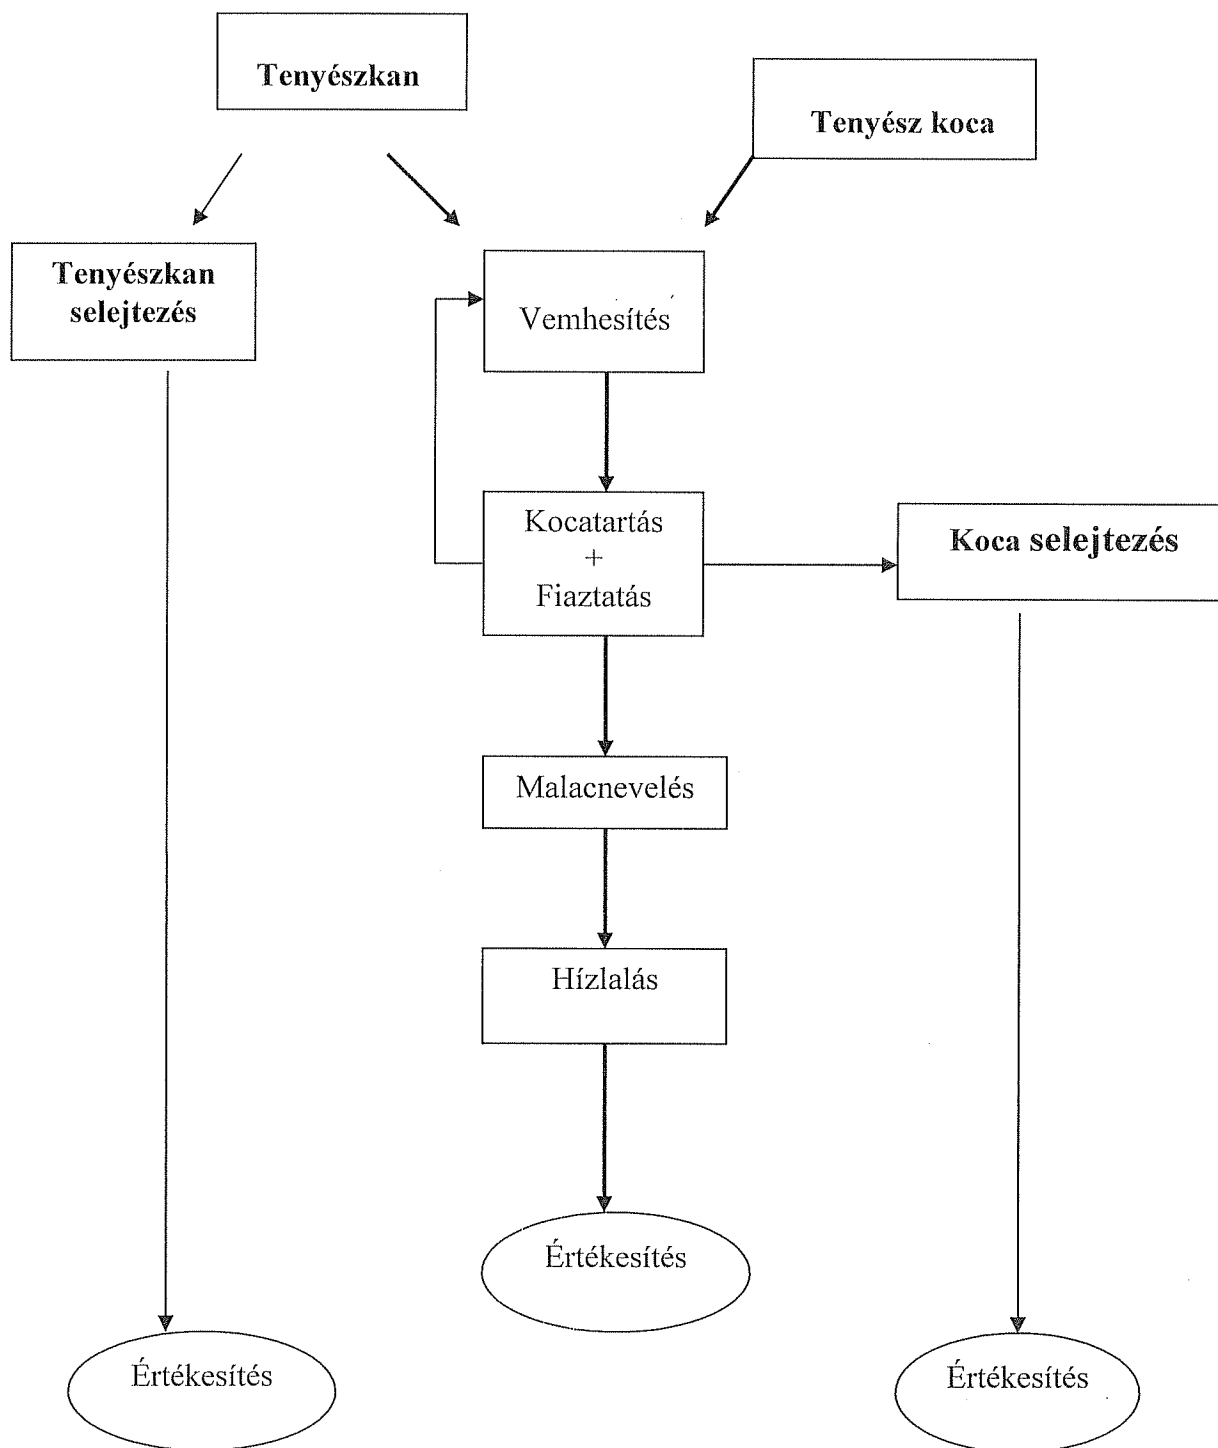 Tenyészkan
Tenyész koca
Tenyészkan
selejtezés
Vemhesítés
Kocatartás
+
Fiaztatás
Koca selejtezés
Malacnevelés
Hízlalás
Értékesítés
Értékesítés
Értékesítés